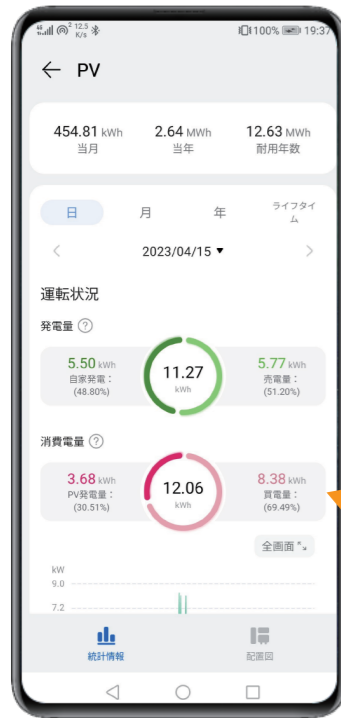 12.5 K/s
100% 19:37
← PV
454.81 kWh 2.64 MWh 12.63 MWh
当月 当年 耐用年数
日 月 年 ライフタイ
ム
< 2023/04/15 ▼ >
運転状況
発電量 ?
5.50 kWh
自家発電：
(48.80%)
11.27
kWh
5.77 kWh
売電量：
(51.20%)
消費電量 ?
3.68 kWh
PV発電量：
(30.51%)
12.06
kWh
8.38 kWh
買電量：
(69.49%)
全画面
kW
9.0
7.2
統計情報 配置図